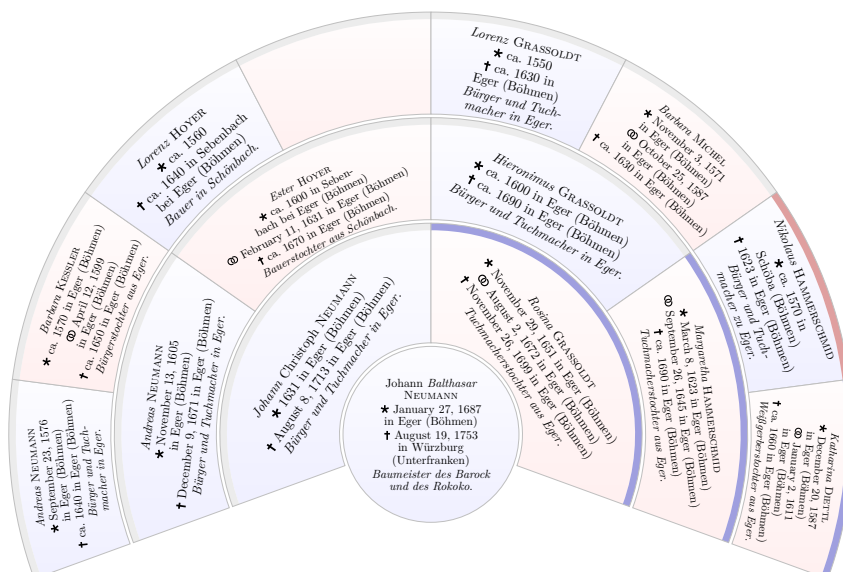 Johann Balthasar
NEUMANN
* January 27, 1687
in Eger (Böhmen)
† August 19, 1753
in Würzburg
(Unterfranken)
Baumeister des Barock
und des Rokoko.
Johann Christoph NEUMANN
* 1631 in Eger (Böhmen)
† August 8, 1713 in Eger (Böhmen)
Bürger und Tuchmacher in Eger.
Rosina GRASSOLDT
* November 29, 1651 in Eger (Böhmen)
⚭ August 2, 1672 in Eger (Böhmen)
† November 26, 1699 in Eger (Böhmen)
Tuchmacherstochter aus Eger.
Andreas NEUMANN
* November 13, 1605
in Eger (Böhmen)
† December 9, 1671 in Eger (Böhmen)
Bürger und Tuchmacher in Eger.
Ester HOYER
* ca. 1600 in Seben-
bach bei Eger (Böhmen)
⚭ February 11, 1631 in Eger (Böhmen)
† ca. 1670 in Eger (Böhmen)
Bauerstochter aus Schönbach.
Hieronimus GRASSOLDT
* ca. 1600 in Eger (Böhmen)
† ca. 1690 in Eger (Böhmen)
Bürger und Tuchmacher in Eger.
Margaretha HAMMERSCHMID
* March 8, 1623 in Eger (Böhmen)
⚭ September 26, 1645 in Eger (Böhmen)
† ca. 1690 in Eger (Böhmen)
Tuchmacherstochter aus Eger.
Andreas NEUMANN
* September 23, 1576
in Eger (Böhmen)
† ca. 1640 in Eger (Böhmen)
Bürger und Tuch-
macher in Eger.
Barbara KESSLER
* ca. 1570 in Eger (Böhmen)
⚭ April 12, 1599
in Eger (Böhmen)
† ca. 1650 in Eger (Böhmen)
Bürgerstochter aus Eger.
Lorenz HOYER
* ca. 1560
† ca. 1640 in Sebenbach
bei Eger (Böhmen)
Bauer in Schönbach.
Lorenz GRASSOLDT
* ca. 1550
† ca. 1630 in
Eger (Böhmen)
Bürger und Tuch-
macher in Eger.
Barbara MICHEL
* November 3, 1571
in Eger (Böhmen)
⚭ October 25, 1587
in Eger (Böhmen)
† ca. 1630 in Eger (Böhmen)
Nikolaus HAMMERSCHMID
* ca. 1570 in
Schöba (Böhmen)
† 1623 in Eger (Böhmen)
Bürger und Tuch-
macher zu Eger.
Katharina DIETTL
* December 20, 1587
in Eger (Böhmen)
⚭ January 2, 1611
in Eger (Böhmen)
† ca. 1660 in Eger (Böhmen)
Weißgerberstochter aus Eger.